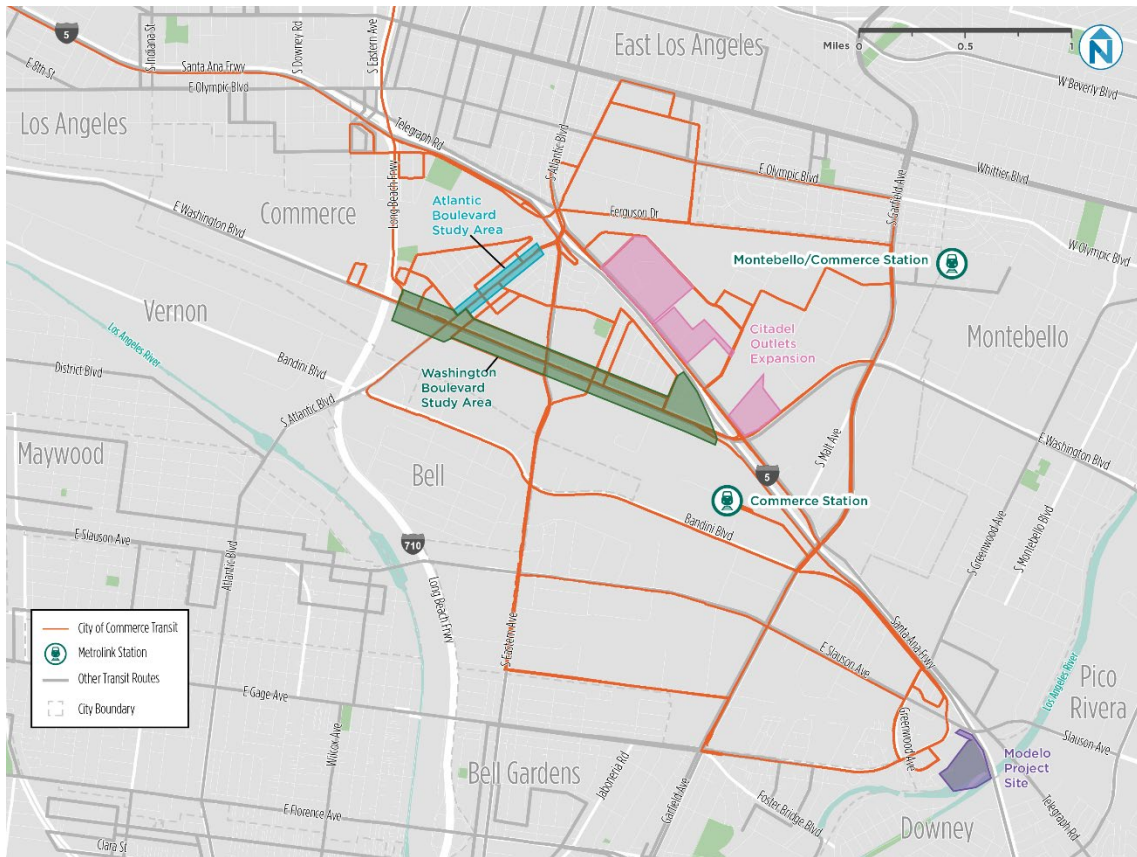 5
S Indiana St
S Downey Rd
S Eastern Ave
East Los Angeles
Miles 0 0.5 1
N
E 8th St
Santa Ana Frwy
E Olympic Blvd
W Beverly Blvd
Los Angeles
Telegraph Rd
S Atlantic Blvd
E Olympic Blvd
Whittier Blvd
S Garfield Ave
E Washington Blvd
Commerce
Long Beach Frwy
Atlantic
Boulevard
Study Area
Ferguson Dr
W Olympic Blvd
Montebello/Commerce Station
Vernon
Los Angeles River
Bandini Blvd
District Blvd
S Atlantic Blvd
Washington
Boulevard
Study Area
Citadel
Outlets
Expansion
Montebello
Maywood
Bell
S Malt Ave
E Washington Blvd
5
Commerce Station
Bandini Blvd
S Greenwood Ave
S Montebello Blvd
E Slauson Ave
Atlantic Blvd
710
Long Beach Frwy
S Eastern Ave
E Slauson Ave
Santa Ana Frwy
Los Angeles River
Pico
Rivera
City of Commerce Transit
Metrolink Station
Other Transit Routes
City Boundary
E Gage Ave
Wilcox Ave
Greenwood Ave
Slauson Ave
Modelo
Project
Site
Bell Gardens
Jaboneria Rd
Garfield Ave
Foster Bridge Blvd
Telegraph Rd
E Florence Ave
Clara St
Downey